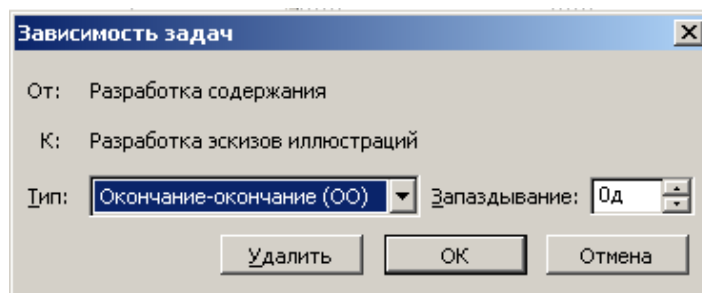 Зависимость задач
От: Разработка содержания
К: Разработка эскизов иллюстраций
Тип: Окончание-окончание (ОО) Запаздывание: 0д
Удалить ОК Отмена